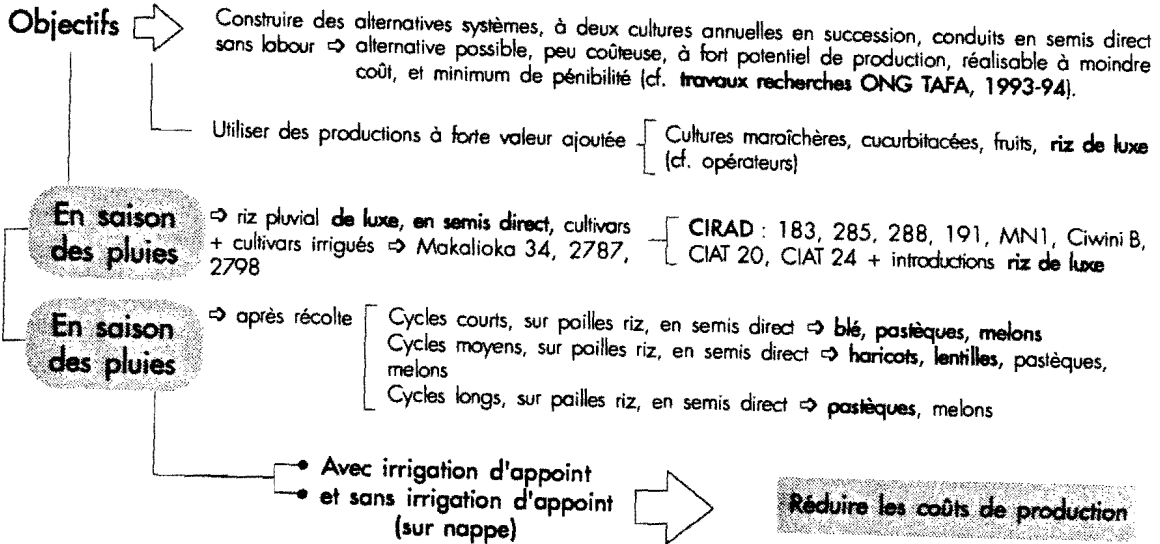 Objectifs ⇨ Construire des alternatives systèmes, à deux cultures annuelles en succession, conduits en semis direct
sans labour ⇨ alternative possible, peu coûteuse, à fort potentiel de production, réalisable à moindre
coût, et minimum de pénibilité (cf. travaux recherches ONG TAFA, 1993-94).
Utiliser des productions à forte valeur ajoutée
Cultures maraîchères, cucurbitacées, fruits, riz de luxe
(cf. opérateurs)
En saison
des pluies
⇨ riz pluvial de luxe, en semis direct, cultivars
+ cultivars irrigués ⇨ Makalioka 34, 2787,
2798
CIRAD : 183, 285, 288, 191, MN1, Ciwini B,
CIAT 20, CIAT 24 + introductions riz de luxe
En saison
des pluies
⇨ après récolte
Cycles courts, sur pailles riz, en semis direct ⇨ blé, pastèques, melons
Cycles moyens, sur pailles riz, en semis direct ⇨ haricots, lentilles, pastèques,
melons
Cycles longs, sur pailles riz, en semis direct ⇨ pastèques, melons
• Avec irrigation d'appoint
• et sans irrigation d'appoint
(sur nappe)
Réduire les coûts de production